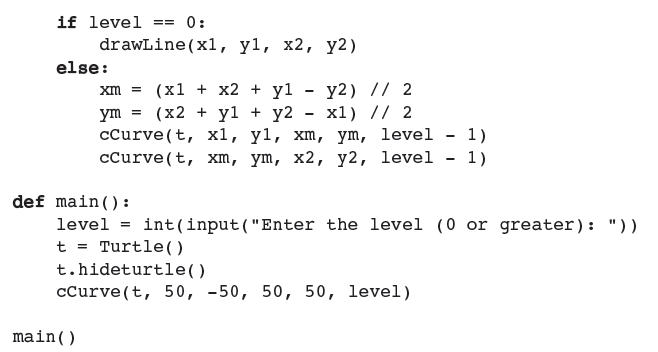 if level == 0:
        drawLine(x1, y1, x2, y2)
    else:
        xm = (x1 + x2 + y1 - y2) // 2
        ym = (x2 + y1 + y2 - x1) // 2
        cCurve(t, x1, y1, xm, ym, level - 1)
        cCurve(t, xm, ym, x2, y2, level - 1)

def main():
    level = int(input("Enter the level (0 or greater): "))
    t = Turtle()
    t.hideturtle()
    cCurve(t, 50, -50, 50, 50, level)

main()